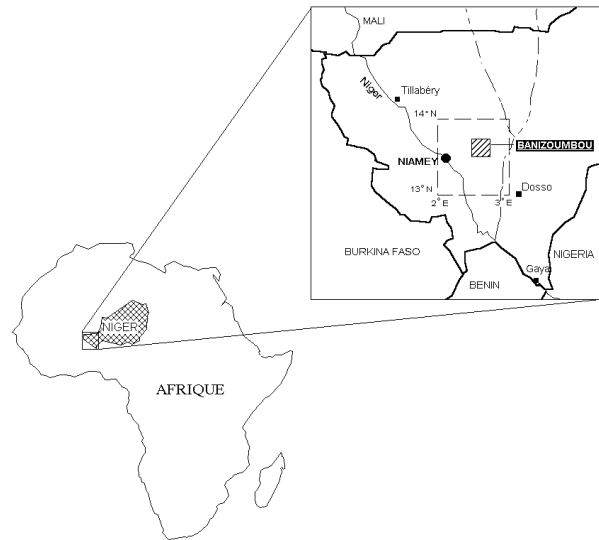 MALI
Niger
Tillabéry
14° N
BANIZOUMBOU
NIAMEY
13° N
Dosso
2° E
3° E
BURKINA FASO
NIGERIA
Gaya
BENIN
NIGER
AFRIQUE